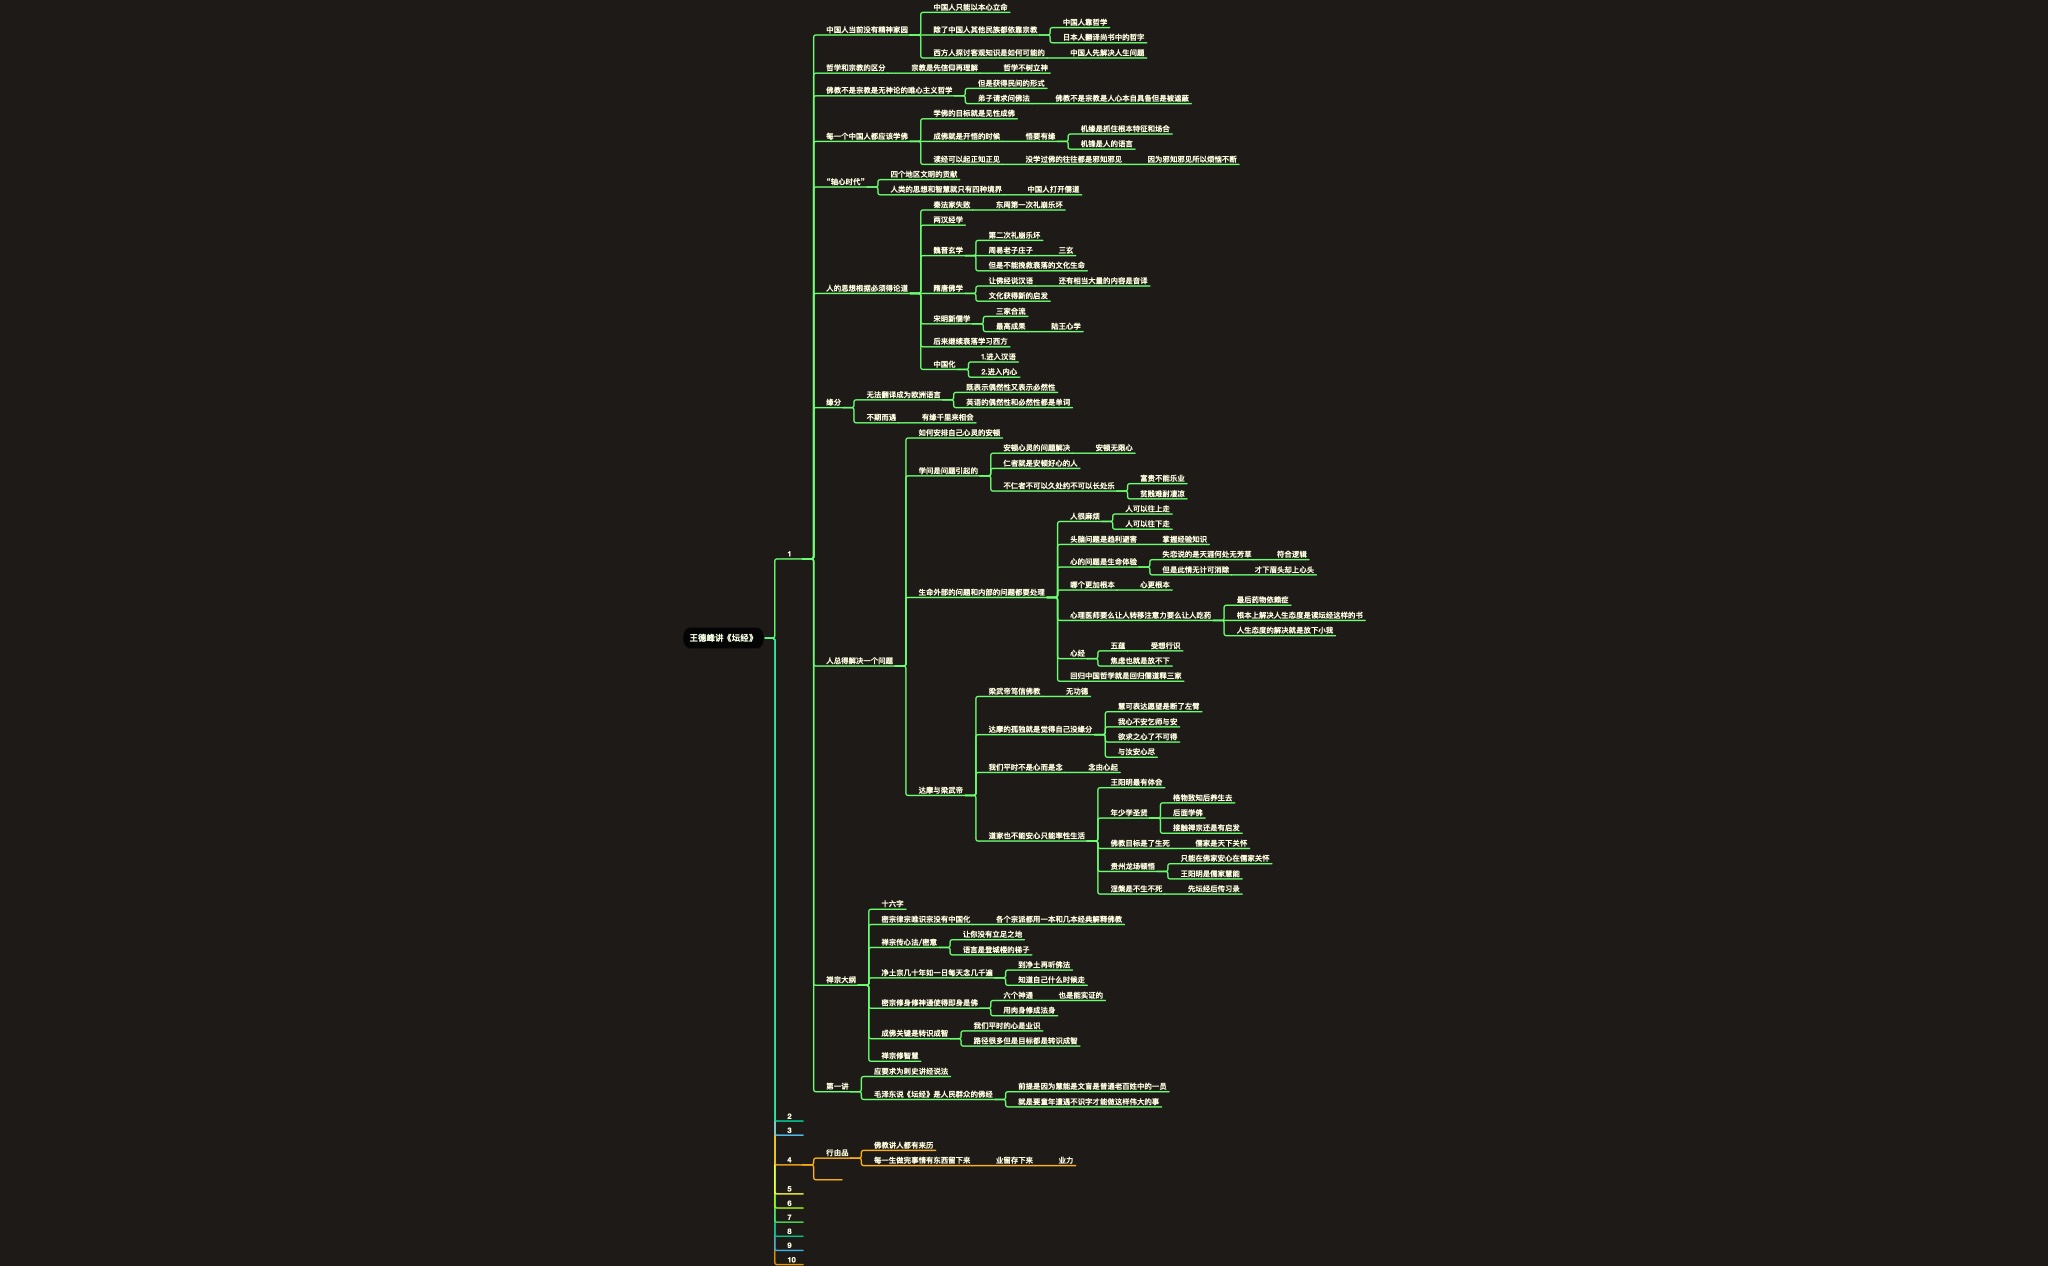 王德峰讲《坛经》
1
中国人当前没有精神家园
中国人只能以本心立命
除了中国人其他民族都依靠宗教
中国人靠哲学
日本人翻译尚书中的哲字
西方人探讨客观知识是如何可能的
中国人先解决人生问题
哲学和宗教的区分
宗教是先信仰再理解
哲学不树立神
佛教不是宗教是无神论的唯心主义哲学
但是获得民间的形式
弟子请求问佛法
佛教不是宗教是人心本自具备但是被遮蔽
每一个中国人都应该学佛
学佛的目标就是见性成佛
成佛就是开悟的时候
悟要有缘
机缘是抓住根本特征和场合
机锋是人的语言
读经可以起正知正见
没学过佛的往往都是邪知邪见
因为邪知邪见所以烦恼不断
“轴心时代”
四个地区文明的贡献
人类的思想和智慧就只有四种境界
中国人打开儒道
人的思想根据必须得论道
秦法家失败
东周第一次礼崩乐坏
两汉经学
魏晋玄学
第二次礼崩乐坏
周易老子庄子
三玄
但是不能挽救衰落的文化生命
隋唐佛学
让佛经说汉语
还有相当大量的内容是音译
文化获得新的启发
宋明新儒学
三家合流
最高成果
陆王心学
后来继续衰落学习西方
中国化
1.进入汉语
2.进入内心
缘分
无法翻译成为欧洲语言
既表示偶然性又表示必然性
英语的偶然性和必然性都是单词
不期而遇
有缘千里来相会
人总得解决一个问题
如何安排自己心灵的安顿
学问是问题引起的
安顿心灵的问题解决
安顿无限心
仁者就是安顿好心的人
不仁者不可以久处约不可以长处乐
富贵不能乐业
贫贱难耐凄凉
生命外部的问题和内部的问题都要处理
人很麻烦
人可以往上走
人可以往下走
头脑问题是趋利避害
掌握经验知识
心的问题是生命体验
失恋说的是天涯何处无芳草
符合逻辑
但是此情无计可消除
才下眉头却上心头
哪个更加根本
心更根本
心理医师要么让人转移注意力要么让人吃药
最后药物依赖症
根本上解决人生态度是读坛经这样的书
人生态度的解决就是放下小我
心经
五蕴
受想行识
焦虑也就是放不下
回归中国哲学就是回归儒道释三家
达摩与梁武帝
梁武帝笃信佛教
无功德
达摩的孤独就是觉得自己没缘分
慧可表达愿望是断了左臂
我心不安乞师与安
欲求之心了不可得
与汝安心尽
我们平时不是心而是念
念由心起
道家也不能安心只能率性生活
王阳明最有体会
年少学圣贤
格物致知后养生去
后面学佛
接触禅宗还是有启发
佛教目标是了生死
儒家是天下关怀
贵州龙场顿悟
只能在佛家安心在儒家关怀
王阳明是儒家慧能
涅槃是不生不死
先坛经后传习录
禅宗大纲
十六字
密宗律宗唯识宗没有中国化
各个宗派都用一本和几本经典解释佛教
禅宗传心法/密意
让你没有立足之地
语言是登城楼的梯子
净土宗几十年如一日每天念几千遍
到净土再听佛法
知道自己什么时候走
密宗修身修神通使得即身是佛
六个神通
也是能实证的
用肉身修成法身
成佛关键是转识成智
我们平时的心是业识
路径很多但是目标都是转识成智
禅宗修智慧
第一讲
应要求为刺史讲经说法
毛泽东说《坛经》是人民群众的佛经
前提是因为慧能是文盲是普通老百姓中的一员
就是要童年遭遇不识字才能做这样伟大的事
2
3
4
行由品
佛教讲人都有来历
每一生做完事情有东西留下来
业留存下来
业力
5
6
7
8
9
10